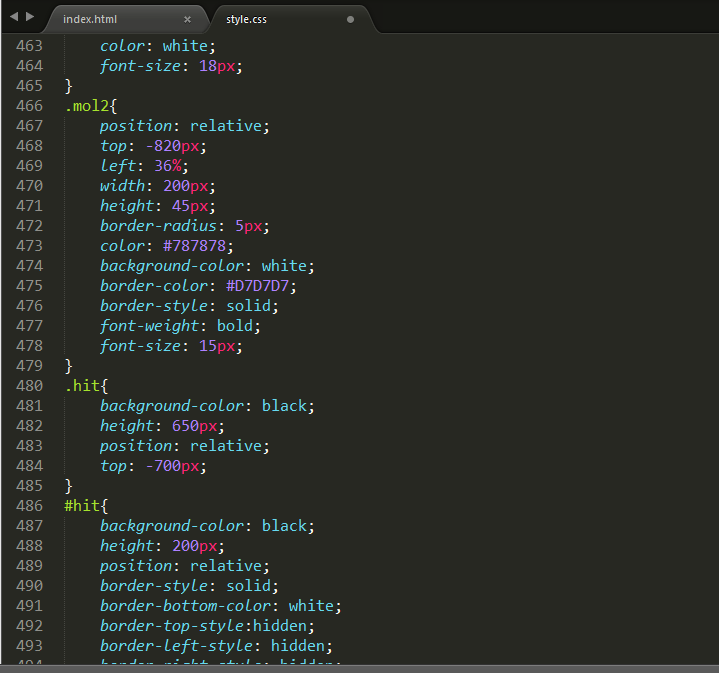 index.html
style.css
463 color: white;
464 font-size: 18px;
465 }
466 .mol2{
467 position: relative;
468 top: -820px;
469 left: 36%;
470 width: 200px;
471 height: 45px;
472 border-radius: 5px;
473 color: #787878;
474 background-color: white;
475 border-color: #D7D7D7;
476 border-style: solid;
477 font-weight: bold;
478 font-size: 15px;
479 }
480 .hit{
481 background-color: black;
482 height: 650px;
483 position: relative;
484 top: -700px;
485 }
486 #hit{
487 background-color: black;
488 height: 200px;
489 position: relative;
490 border-style: solid;
491 border-bottom-color: white;
492 border-top-style:hidden;
493 border-left-style: hidden;
494 border-right-style: hidden;